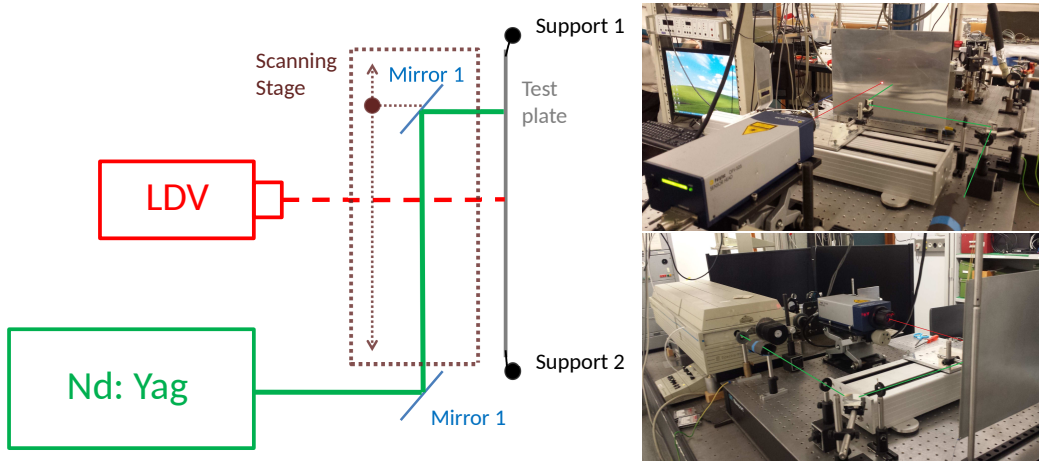 Support 1
Scanning
Stage
Mirror 1
Test
plate
LDV
Support 2
Nd: Yag
Mirror 1